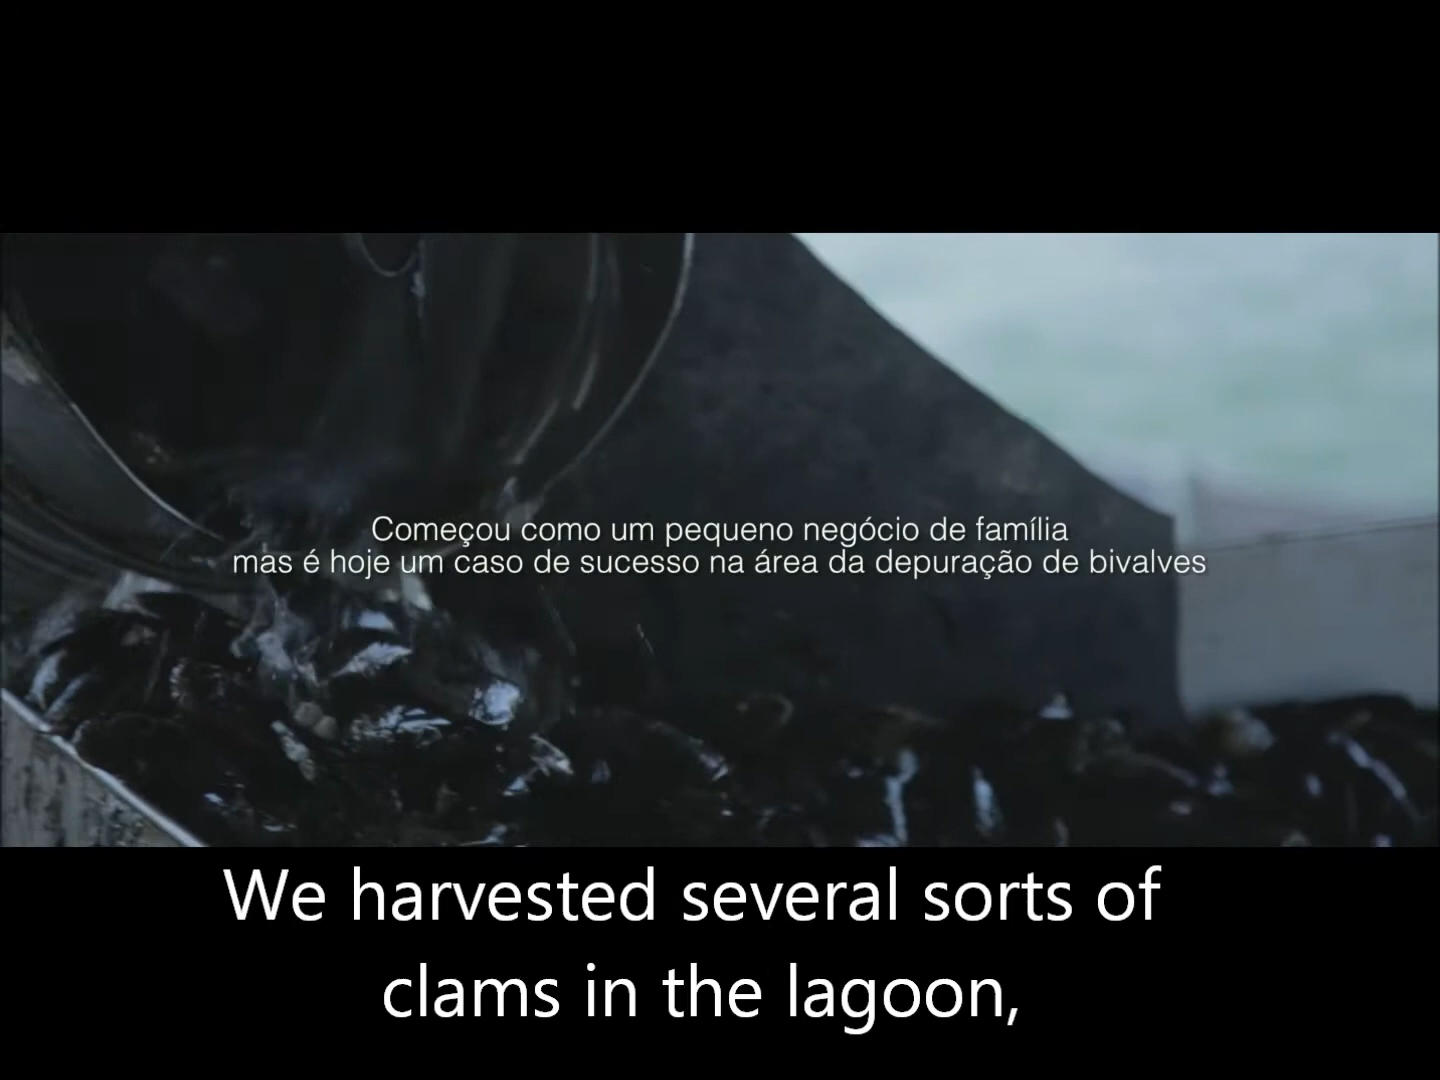 Começou como um pequeno negócio de família
mas é hoje um caso de sucesso na área da depuração de bivalves
We harvested several sorts of
clams in the lagoon,